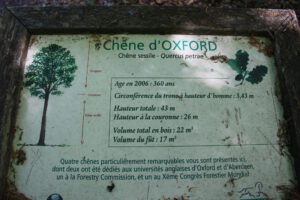 Chêne d'OXFORD
Chêne sessile - Quercus petrae
Age en 2006 : 360 ans
Circonférence du tronc à hauteur d'homme : 3,43 m
Hauteur totale : 43 m
Hauteur à la couronne : 26 m
Volume total en bois : 22 m³
Volume du fût : 17 m³
Quatre chênes particulièrement remarquables vous sont présentés ici,
dont deux ont été dédiés aux universités anglaises d'Oxford et d'Aberdeen,
un à la Forestry Commission, et un au Xème Congrès Forestier Mondial